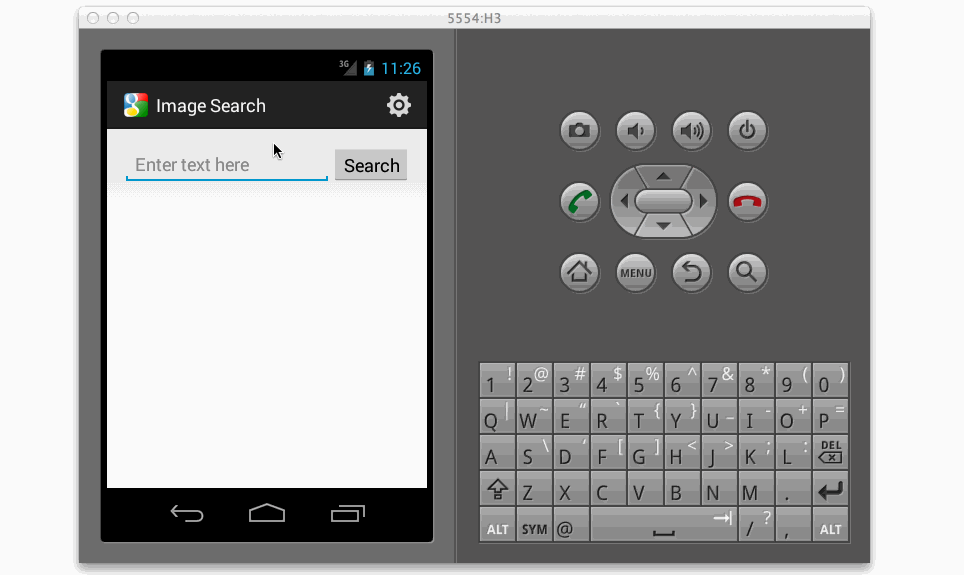 5554:H3
3G 11:26
Image Search
Enter text here Search
MENU
1 ! 2 @ 3 # 4 $ 5 % 6 ^ 7 & 8 * 9 ( 0 )
Q | W ~ E “ R ` T { Y } U _ I - O + P =
A S \ D ‘ F [ G ] H < J > K ; L : DEL
Z X C V B N M .
ALT SYM @ / ? , ALT